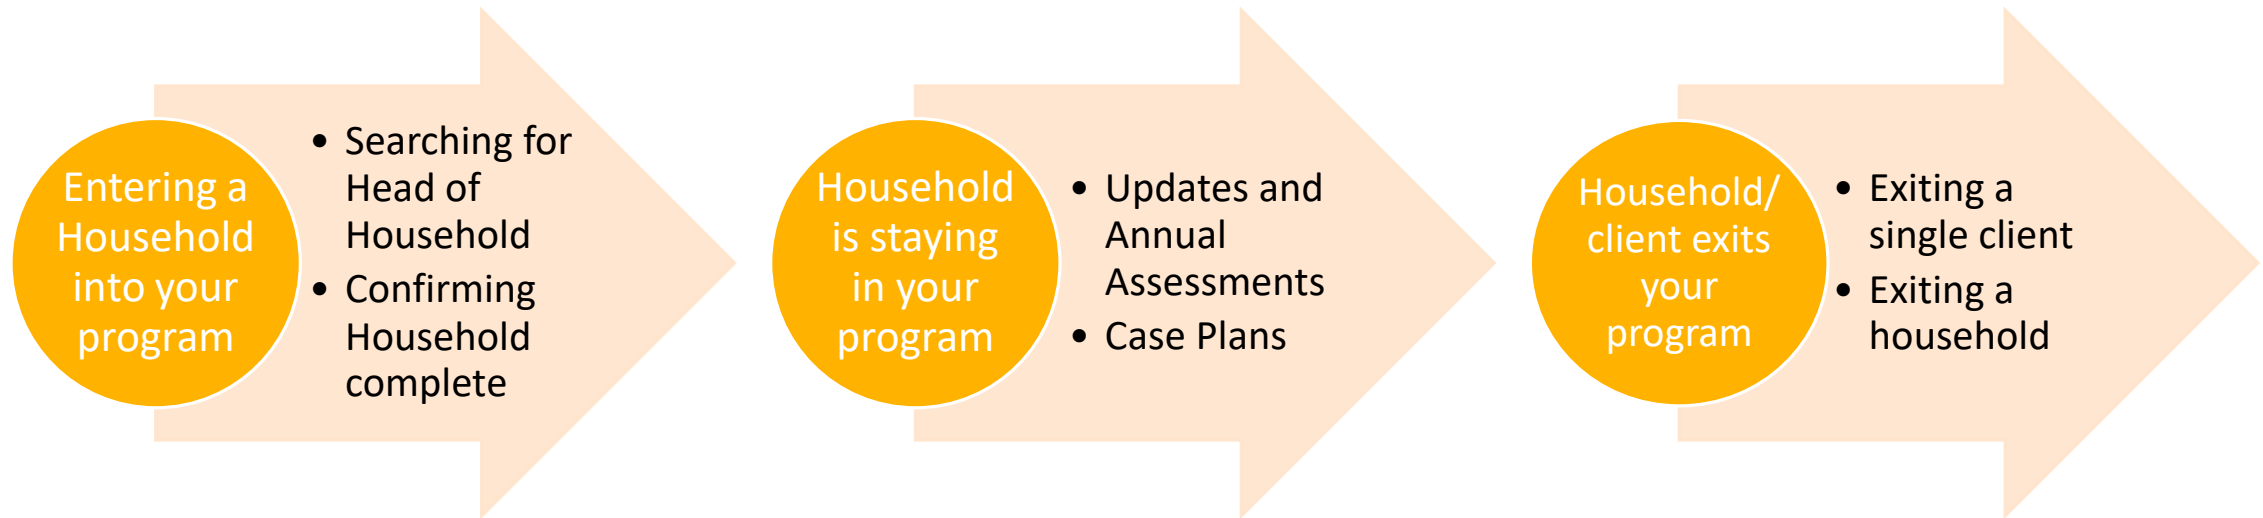 Entering a
Household
into your
program
• Searching for
Head of
Household
• Confirming
Household
complete
Household
is staying
in your
program
• Updates and
Annual
Assessments
• Case Plans
Household/
client exits
your
program
• Exiting a
single client
• Exiting a
household